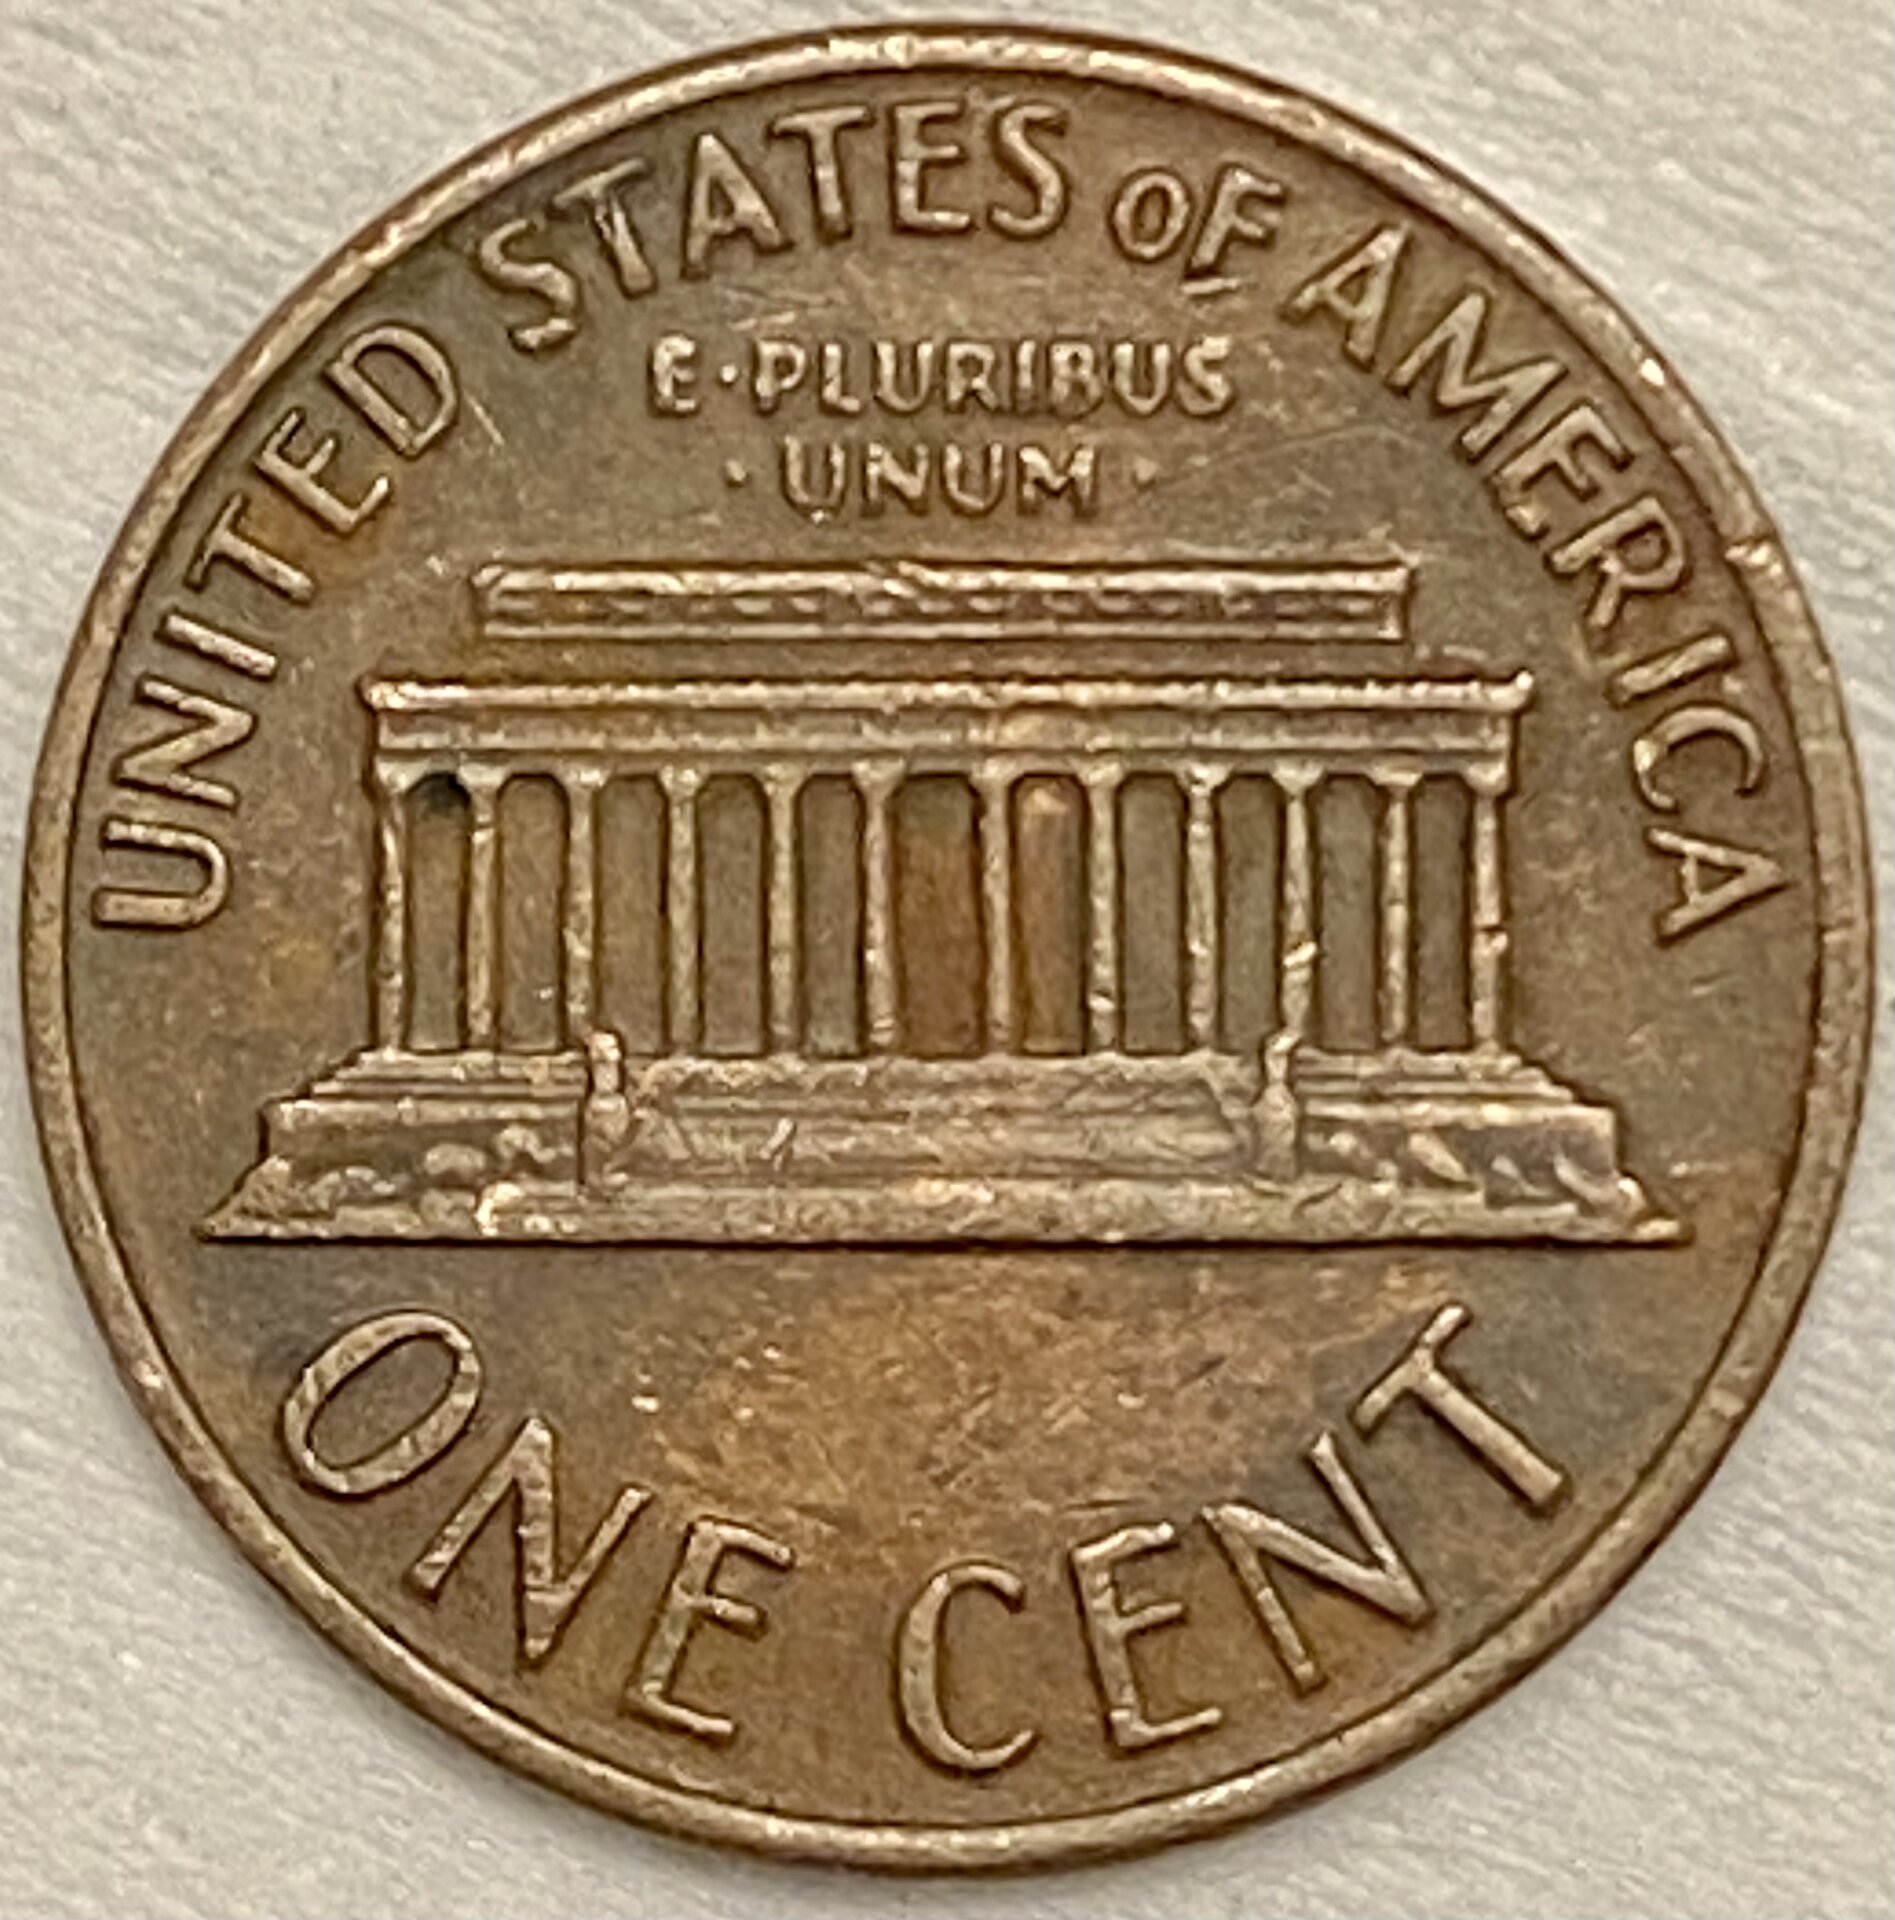 UNITED STATES OF AMERICA
E·PLURIBUS
·UNUM·
ONE CENT